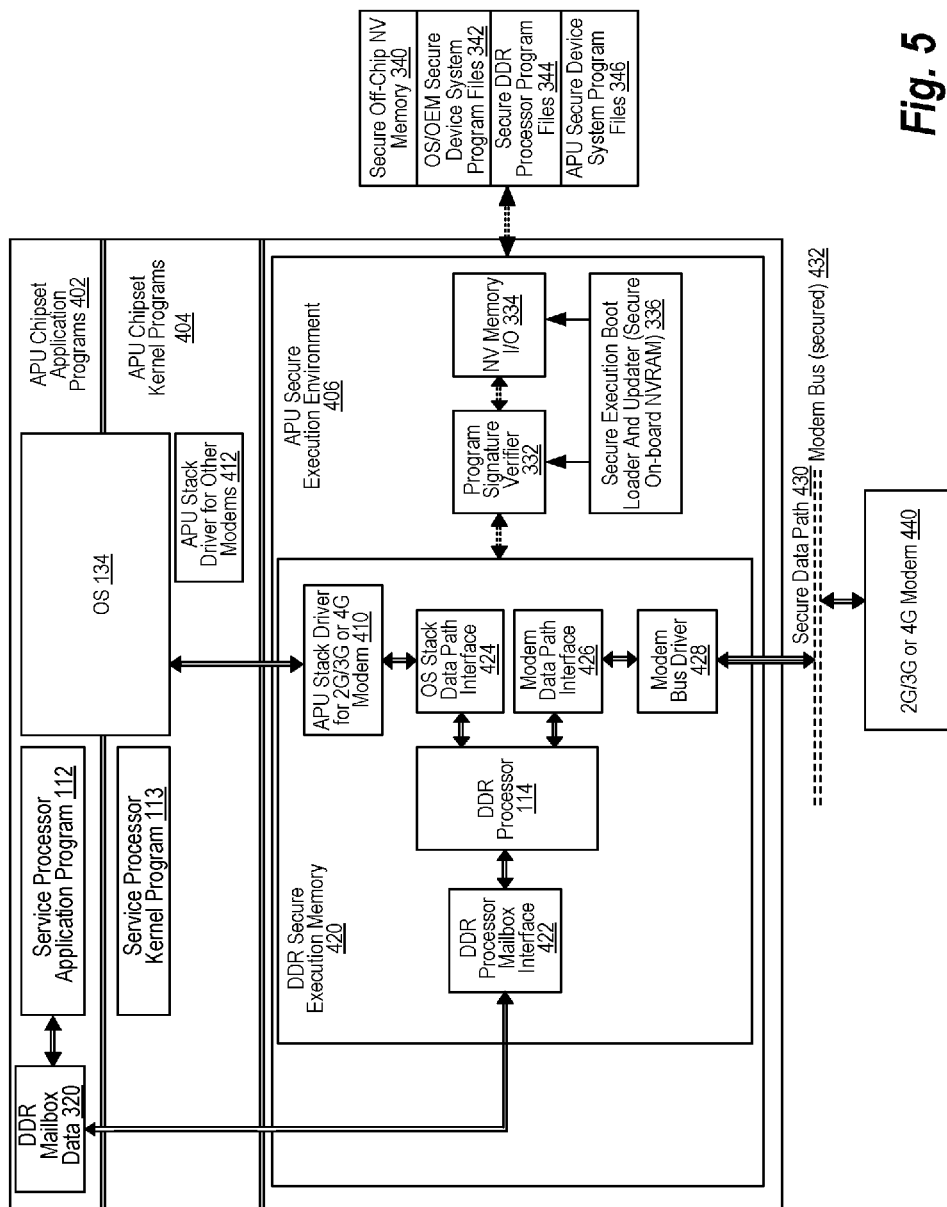 DDR
Mailbox
Data 320
Service Processor
Application Program 112
Service Processor
Kernel Program 113
OS 134
APU Stack
Driver for Other
Modems 412
APU Chipset
Application
Programs 402
APU Chipset
Kernel Programs
404
DDR Secure
Execution Memory
420
DDR
Processor
Mailbox
Interface
422
DDR
Processor
114
APU Stack Driver
for 2G/3G or 4G
Modem 410
OS Stack
Data Path
Interface
424
Modem
Data Path
Interface
426
Modem
Bus Driver
428
APU Secure
Execution Environment
406
Program
Signature
Verifier
332
NV Memory
I/O 334
Secure Execution Boot
Loader And Updater (Secure
On-board NVRAM) 336
Secure Off-Chip NV
Memory 340
OS/OEM Secure
Device System
Program Files 342
Secure DDR
Processor Program
Files 344
APU Secure Device
System Program
Files 346
Secure Data Path 430
Modem Bus (secured) 432
2G/3G or 4G Modem 440
Fig. 5